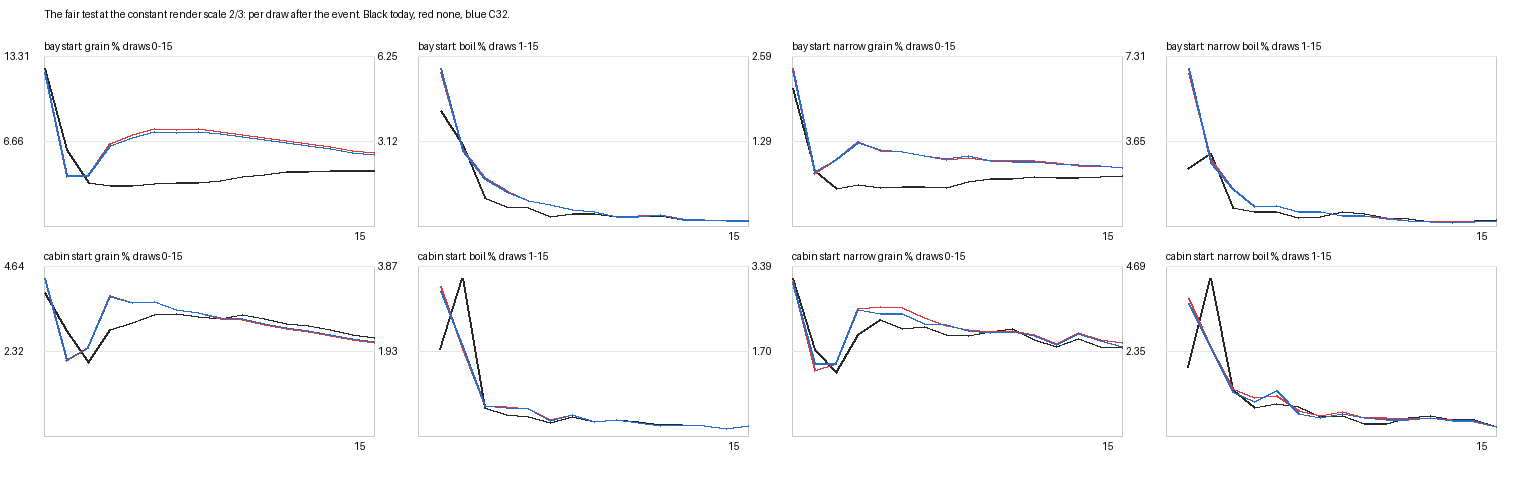 The fair test at the constant render scale 2/3: per draw after the event. Black today, red none, blue C32.
bay start grain %, draws 0-15
13.31
6.66
15
bay start boil %, draws 1-15
6.25
3.12
15
bay start narrow grain %, draws 0-15
2.59
1.29
15
bay start narrow boil %, draws 1-15
7.31
3.65
15
cabin start grain %, draws 0-15
4.64
2.32
15
cabin start boil %, draws 1-15
3.87
1.93
15
cabin start narrow grain %, draws 0-15
3.39
1.70
15
cabin start narrow boil %, draws 1-15
4.69
2.35
15